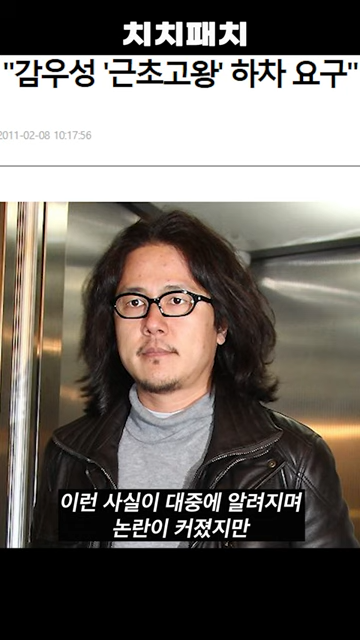 치치패치
"감우성 '근초고왕' 하차 요구"
2011-02-08 10:17:56
이런 사실이 대중에 알려지며
논란이 커졌지만